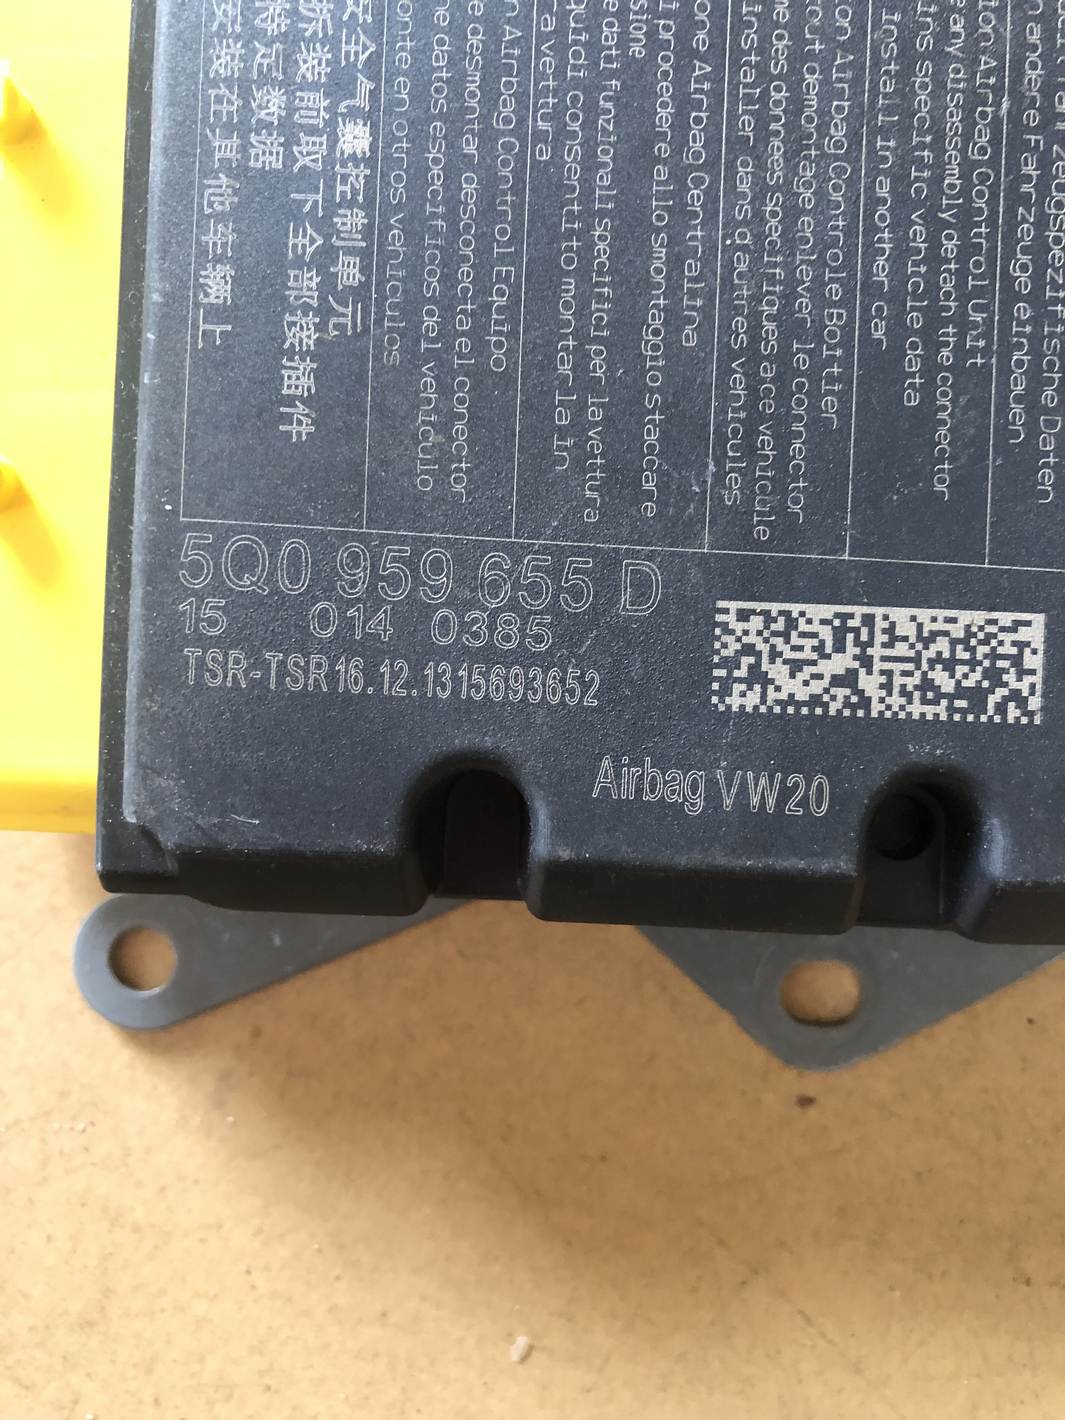 Fahrzeugspezifische Daten
n andere Fahrzeuge einbauen
ion Airbag Control Unit
e any disassembly detach the connector
ins specific vehicle data
install in another car
on Airbag Controle Boitier
tout demontage enlever le connector
me des donnees specifiques a ce vehicule
installer dans d'autres vehicules
one Airbag Centralina
i procedere allo smontaggio staccare
sione
e dati funzionali specifici per la vettura
quidi consentito montarla in
ra vettura
n Airbag Control Equipo
e desmontar desconecta el conector
ne datos especificos del vehiculo
onte en otros vehiculos
安全气囊控制单元
拆装前取下全部接插件
特定数据
安装在其他车辆上
5Q0 959 655 D
15 014 0385
TSR-TSR16.12.1315693652
Airbag VW20